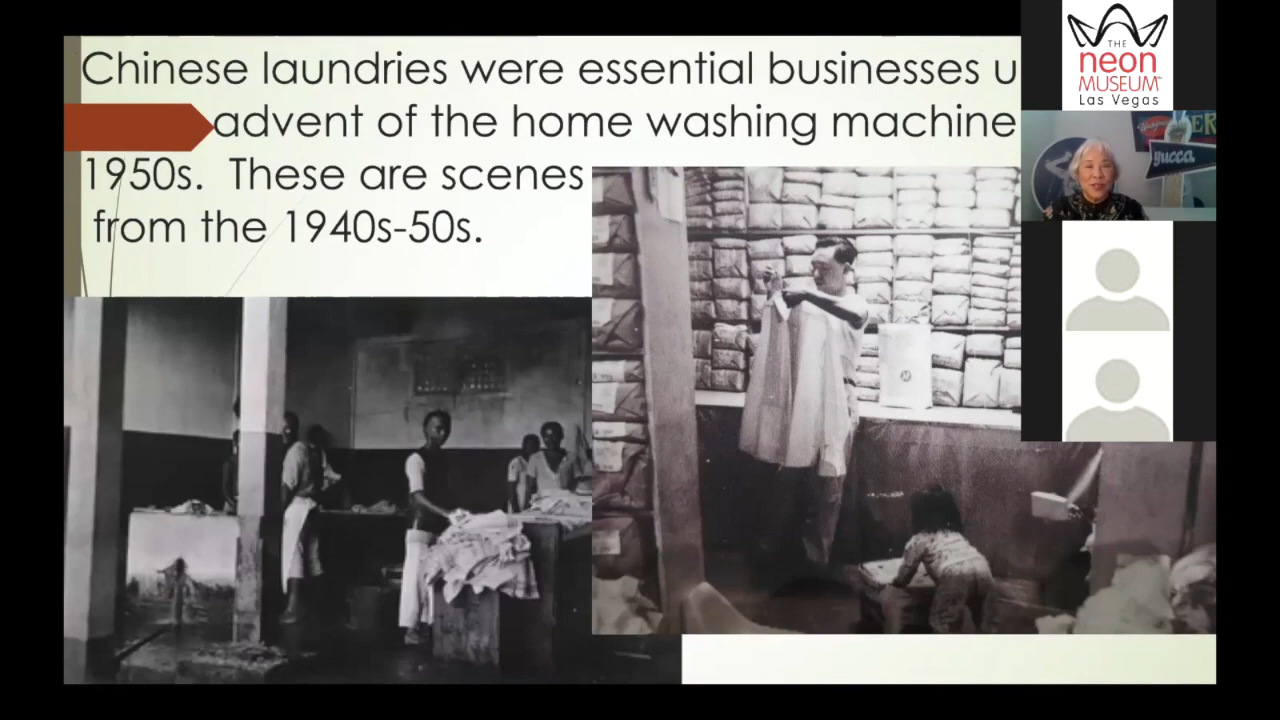 Chinese laundries were essential businesses u
advent of the home washing machine
1950s. These are scenes
from the 1940s-50s.
THE
neon
MUSEUM
Las Vegas
yucca